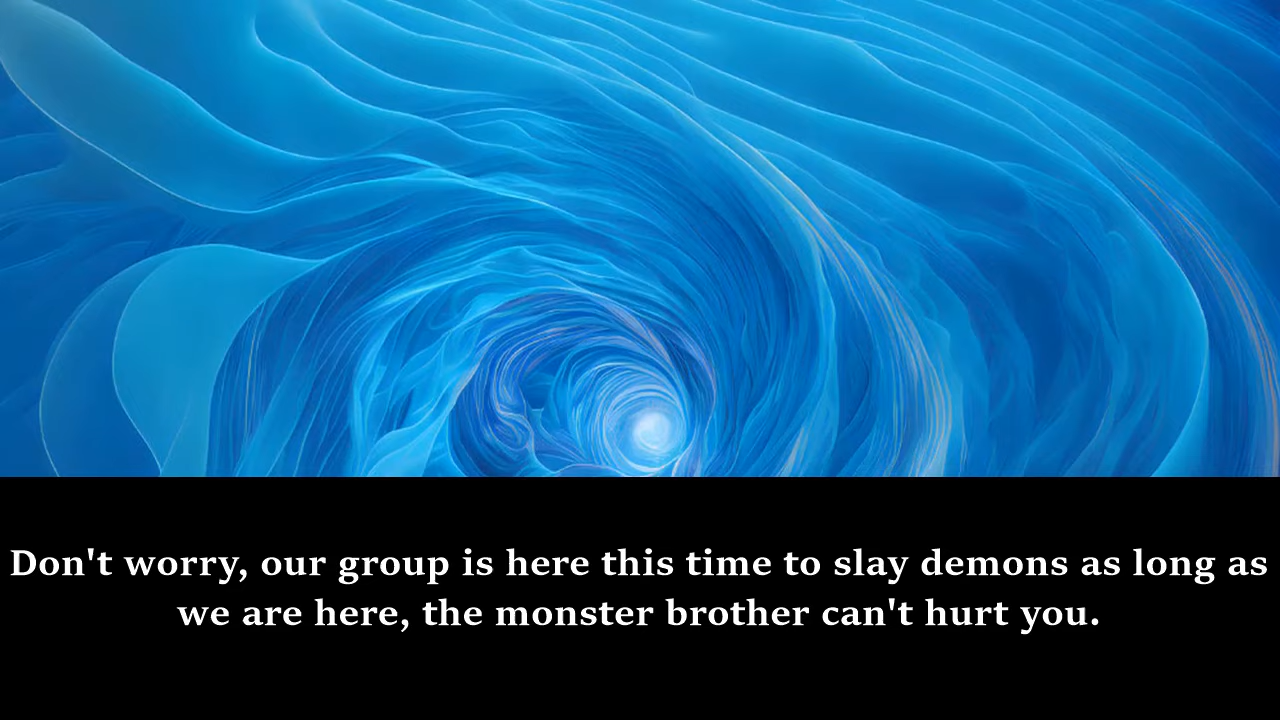 Don't worry, our group is here this time to slay demons as long as
we are here, the monster brother can't hurt you.